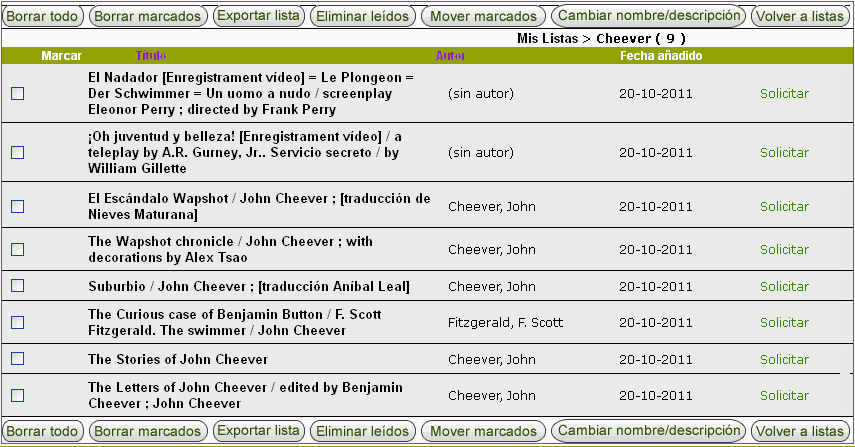 Borrar todo Borrar marcados Exportar lista Eliminar leídos Mover marcados Cambiar nombre/descripción Volver a listas
Mis Listas > Cheever ( 9 )
Marcar Título Autor Fecha añadido
El Nadador [Enregistrament vídeo] = Le Plongeon =
Der Schwimmer = Un uomo a nudo / screenplay
Eleonor Perry ; directed by Frank Perry
(sin autor) 20-10-2011 Solicitar
¡Oh juventud y belleza! [Enregistrament vídeo] / a
teleplay by A.R. Gurney, Jr.. Servicio secreto / by
William Gillette
(sin autor) 20-10-2011 Solicitar
El Escándalo Wapshot / John Cheever ; [traducción de
Nieves Maturana]
Cheever, John 20-10-2011 Solicitar
The Wapshot chronicle / John Cheever ; with
decorations by Alex Tsao
Cheever, John 20-10-2011 Solicitar
Suburbio / John Cheever ; [traducción Aníbal Leal] Cheever, John 20-10-2011 Solicitar
The Curious case of Benjamin Button / F. Scott
Fitzgerald. The swimmer / John Cheever
Fitzgerald, F. Scott 20-10-2011 Solicitar
The Stories of John Cheever Cheever, John 20-10-2011 Solicitar
The Letters of John Cheever / edited by Benjamin
Cheever ; John Cheever
Cheever, John 20-10-2011 Solicitar
Borrar todo Borrar marcados Exportar lista Eliminar leídos Mover marcados Cambiar nombre/descripción Volver a listas